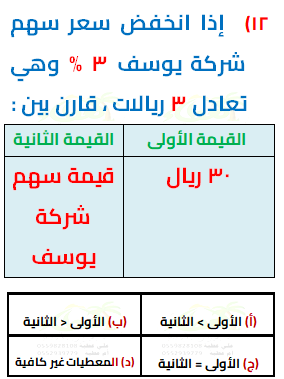 ١٢) إذا انخفض سعر سهم
شركة يوسف ٣ % وهي
تعادل ٣ ريالات ، قارن بين :
القيمة الأولى القيمة الثانية
٣٠ ريال قيمة سهم
شركة
يوسف
(أ) الأولى > الثانية (ب) الأولى < الثانية
(ج) الأولى = الثانية (د) المعطيات غير كافية